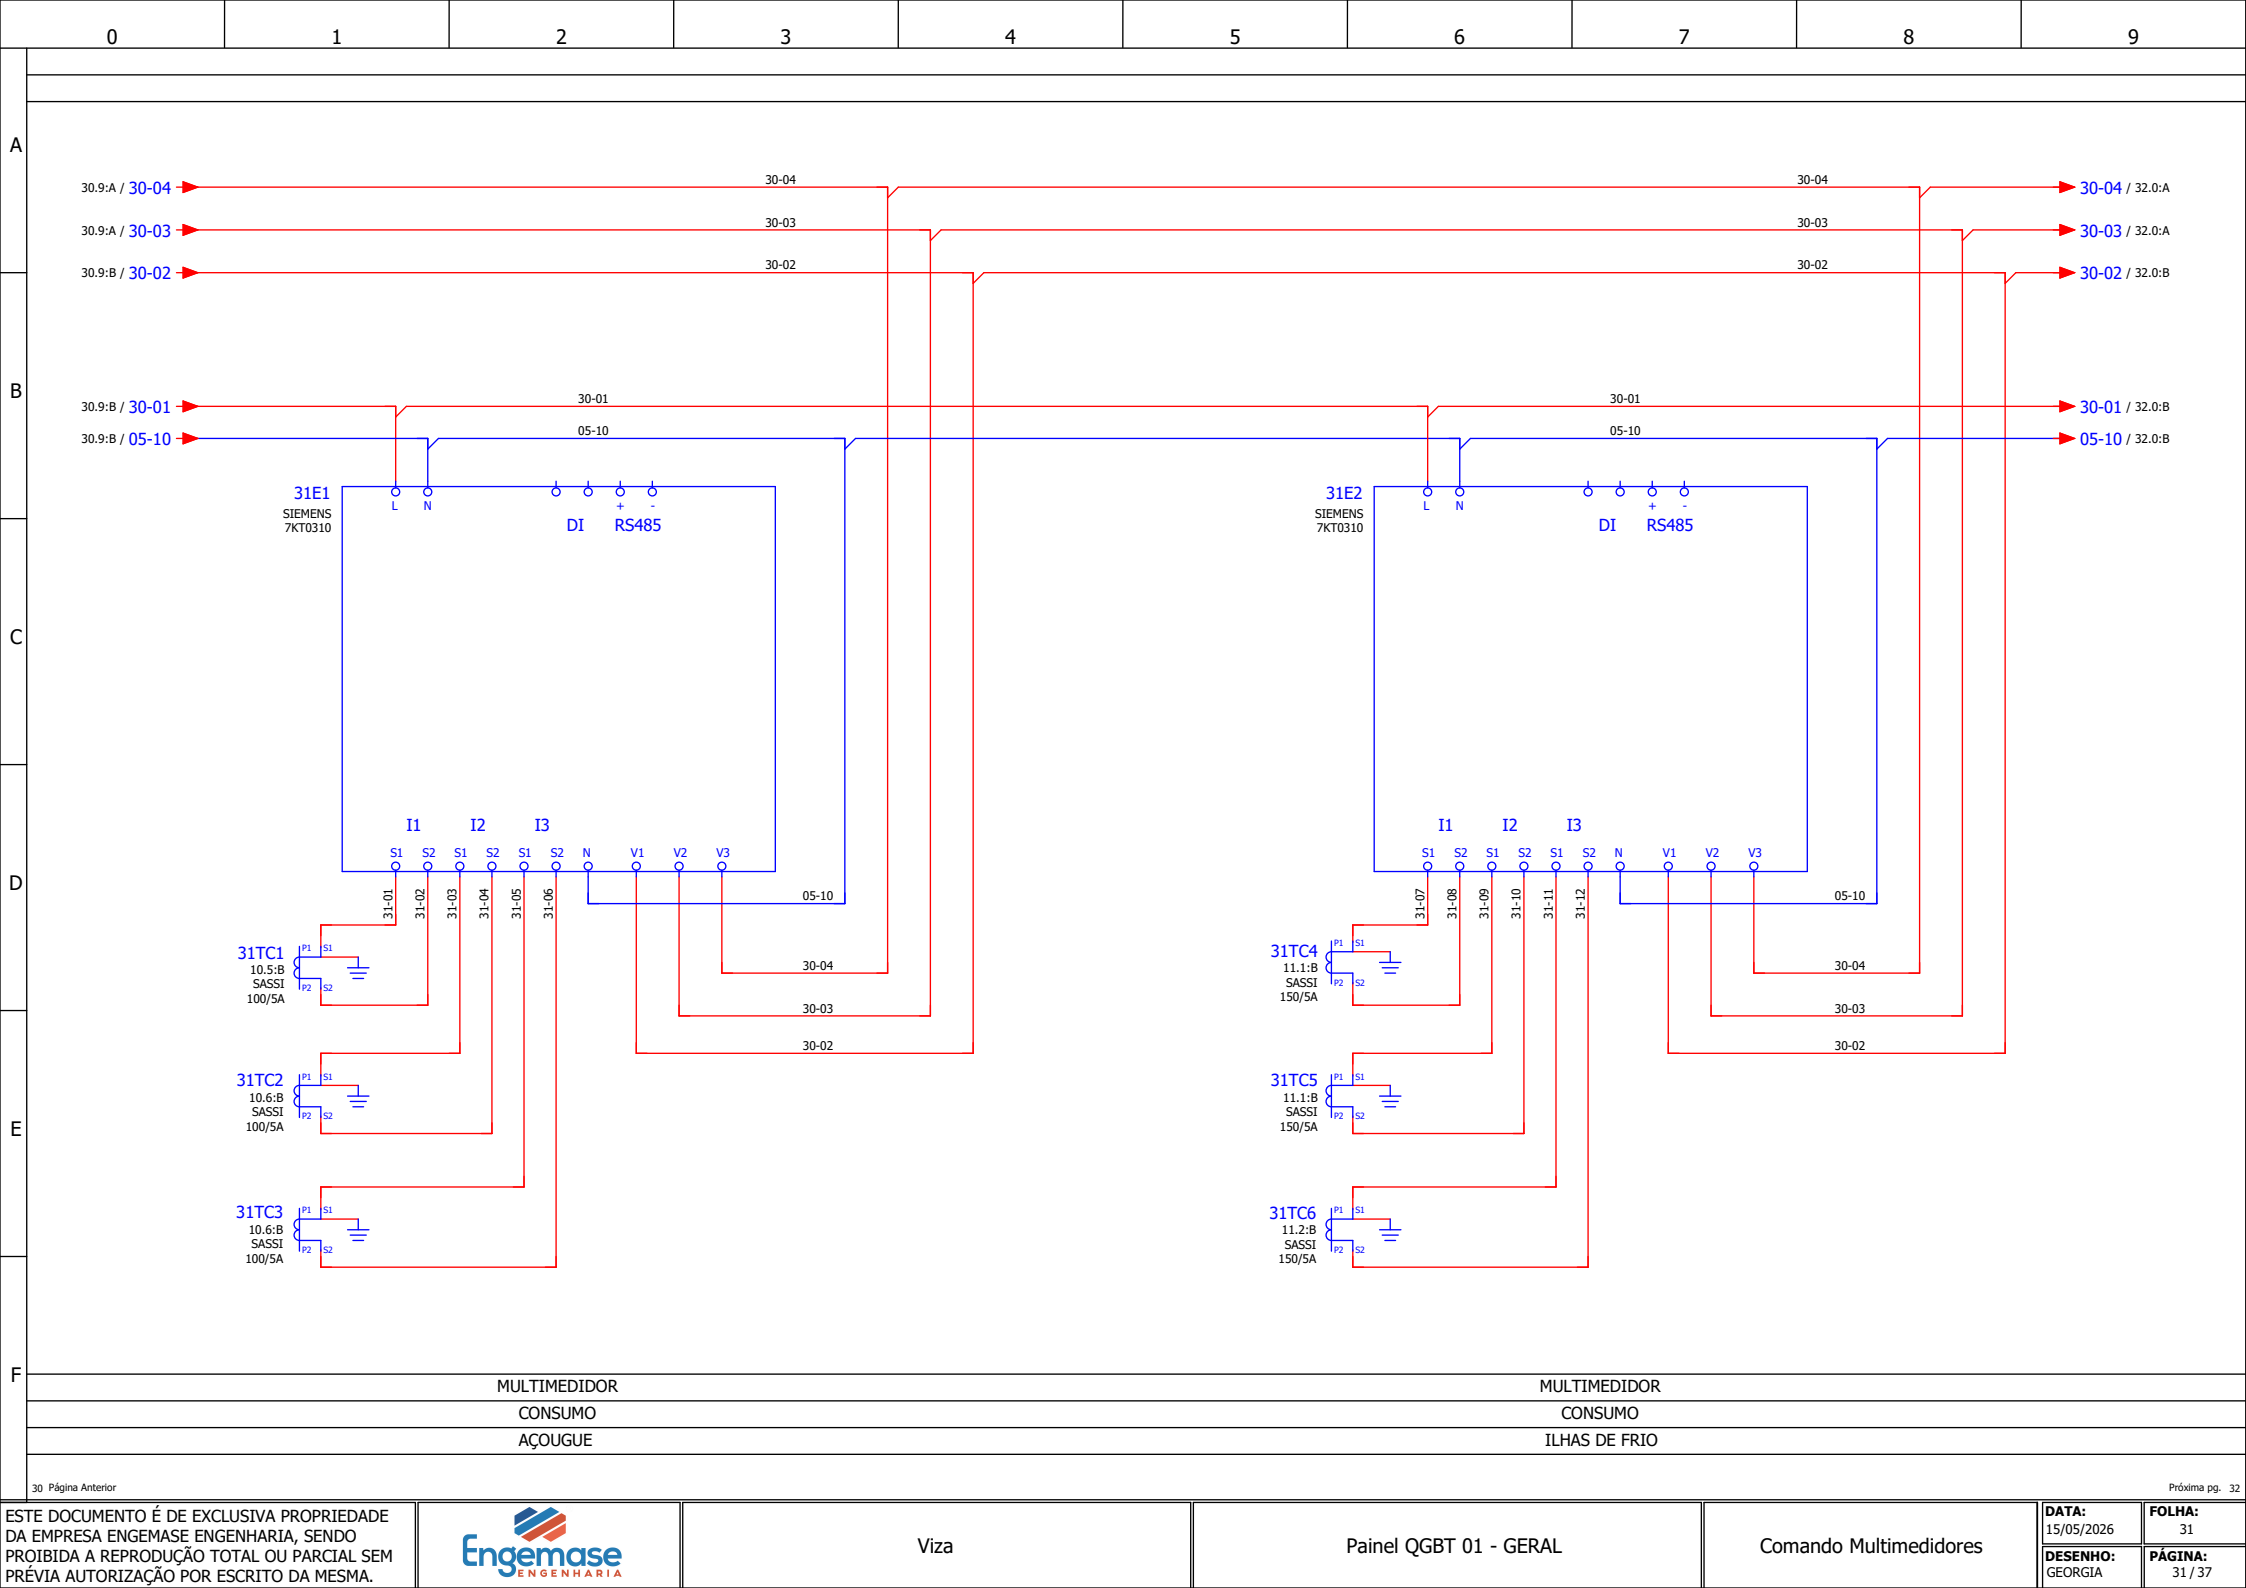 0 1 2 3 4 5 6 7 8 9
A
30.9:A / 30-04 30-04 30-04 30-04 / 32.0:A
30.9:A / 30-03 30-03 30-03 30-03 / 32.0:A
30.9:B / 30-02 30-02 30-02 30-02 / 32.0:B
B
30.9:B / 30-01 30-01 30-01 30-01 / 32.0:B
30.9:B / 05-10 05-10 05-10 05-10 / 32.0:B
31E1 L N + - 31E2 L N + -
SIEMENS DI RS485 SIEMENS DI RS485
7KT0310 7KT0310
C
I1 I2 I3 I1 I2 I3
S1 S2 S1 S2 S1 S2 N V1 V2 V3 S1 S2 S1 S2 S1 S2 N V1 V2 V3
D
31-01 31-02 31-03 31-04 31-05 31-06 05-10 31-07 31-08 31-09 31-10 31-11 31-12 05-10
31TC1 P1 S1 30-04 31TC4 P1 S1 30-04
10.5:B 11.1:B
SASSI P2 S2 SASSI P2 S2
100/5A 150/5A
30-03 30-03
30-02 30-02
31TC2 P1 S1 31TC5 P1 S1
10.6:B 11.1:B
SASSI P2 S2 SASSI P2 S2
100/5A 150/5A
E
31TC3 P1 S1 31TC6 P1 S1
10.6:B 11.2:B
SASSI P2 S2 SASSI P2 S2
100/5A 150/5A
F
MULTIMEDIDOR MULTIMEDIDOR
CONSUMO CONSUMO
AÇOUGUE ILHAS DE FRIO
30 Página Anterior Próxima pg. 32
ESTE DOCUMENTO É DE EXCLUSIVA PROPRIEDADE
DA EMPRESA ENGEMASE ENGENHARIA, SENDO
PROIBIDA A REPRODUÇÃO TOTAL OU PARCIAL SEM
PRÉVIA AUTORIZAÇÃO POR ESCRITO DA MESMA.
Engemase
ENGENHARIA
Viza
Painel QGBT 01 - GERAL
Comando Multimedidores
DATA:
15/05/2026
FOLHA:
31
DESENHO:
GEORGIA
PÁGINA:
31 / 37